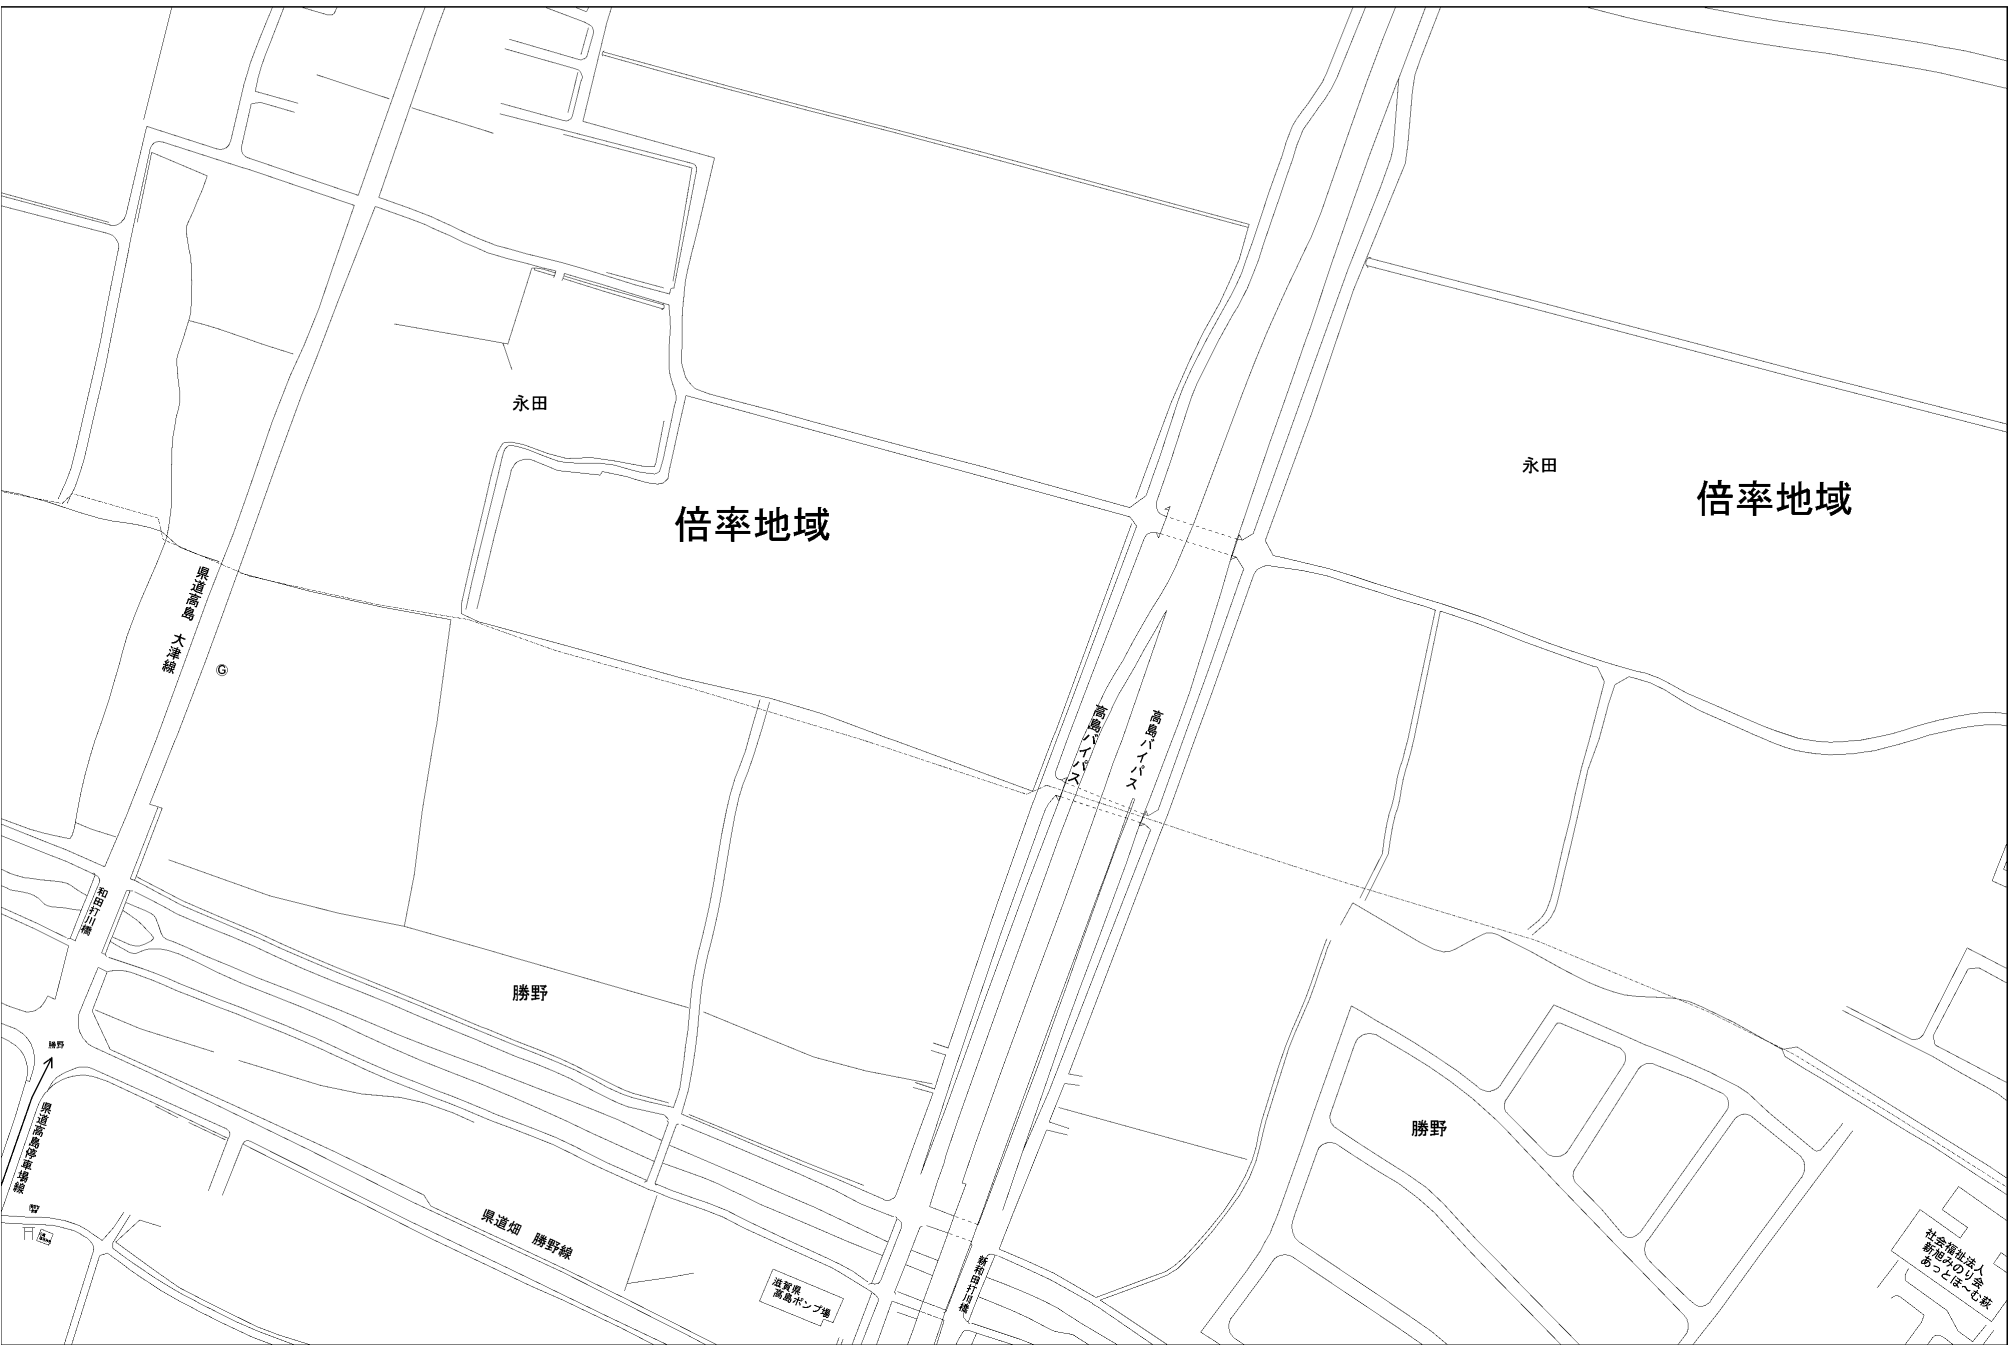 永田
永田
倍率地域
倍率地域
県道高島 大津線
G
高島バイパス
高島バイパス
和田打川橋
勝野
勝野
県道高島停車場線
勝野
県道畑 勝野線
滋賀県
高島ポンプ場
新和田打川橋
社会福祉法人
新旭みのり会
あっとほ~む萩